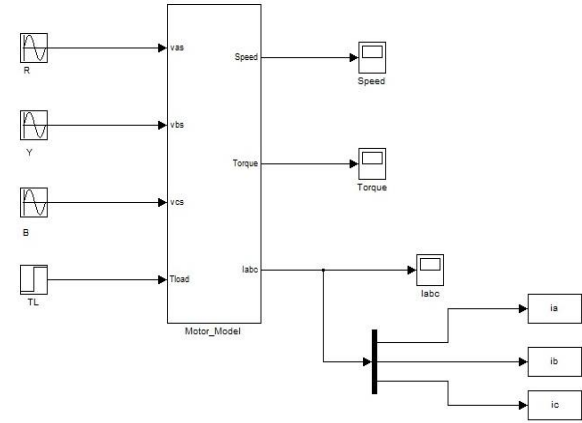 vas
R
Speed
Speed
vbs
Y
Torque
Torque
vcs
B
Iabc
Iabc
Tload
TL
Motor_Model
ia
ib
ic